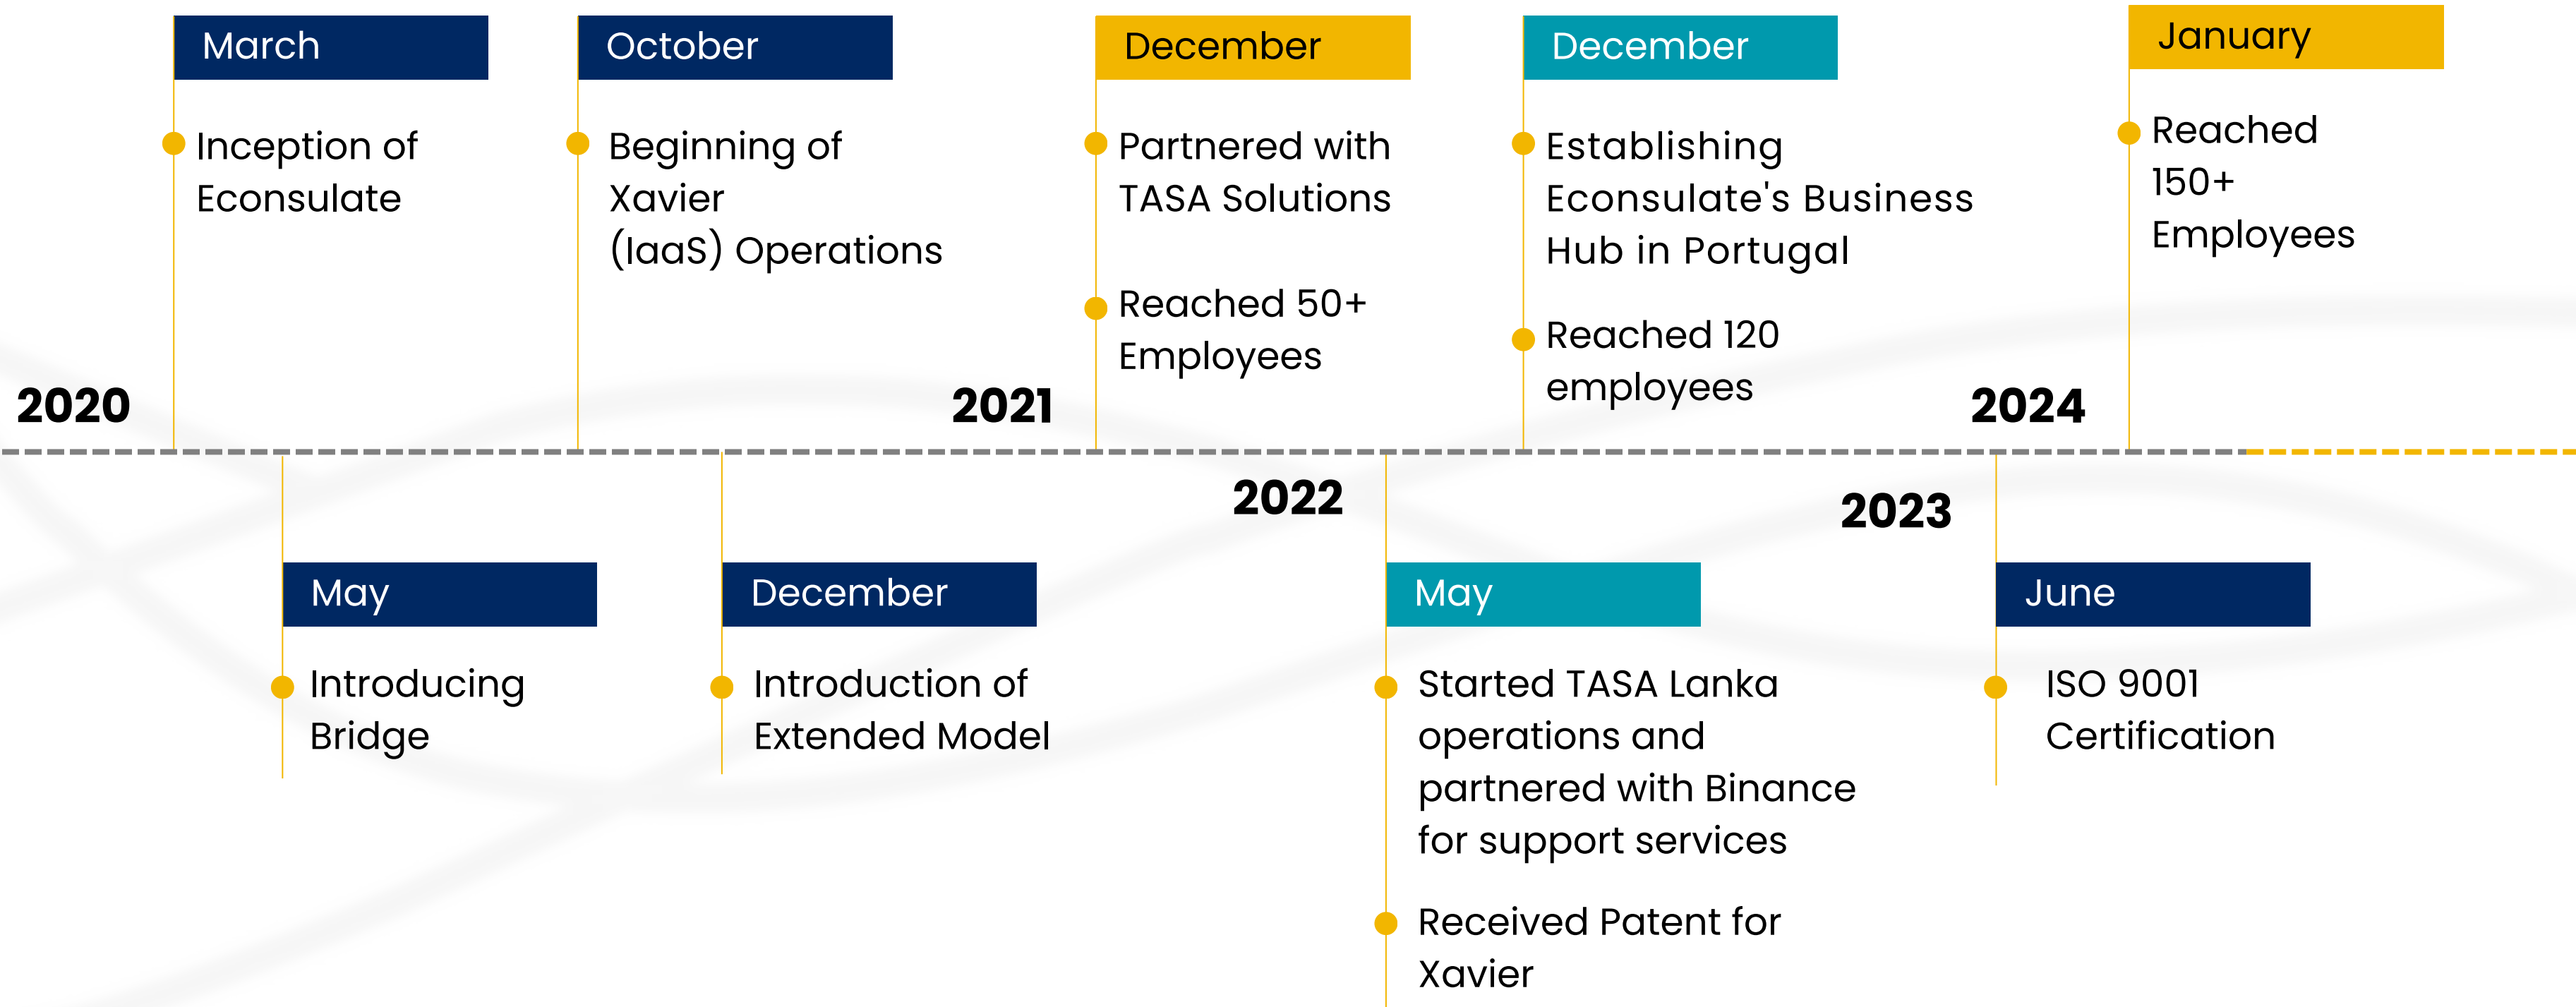 2020
March
Inception of
Econsulate
May
Introducing
Bridge
October
Beginning of
Xavier
(IaaS) Operations
December
Introduction of
Extended Model
2021
December
Partnered with
TASA Solutions
Reached 50+
Employees
2022
May
Started TASA Lanka
operations and
partnered with Binance
for support services
Received Patent for
Xavier
December
Establishing
Econsulate's Business
Hub in Portugal
Reached 120
employees
2023
June
ISO 9001
Certification
2024
January
Reached
150+
Employees